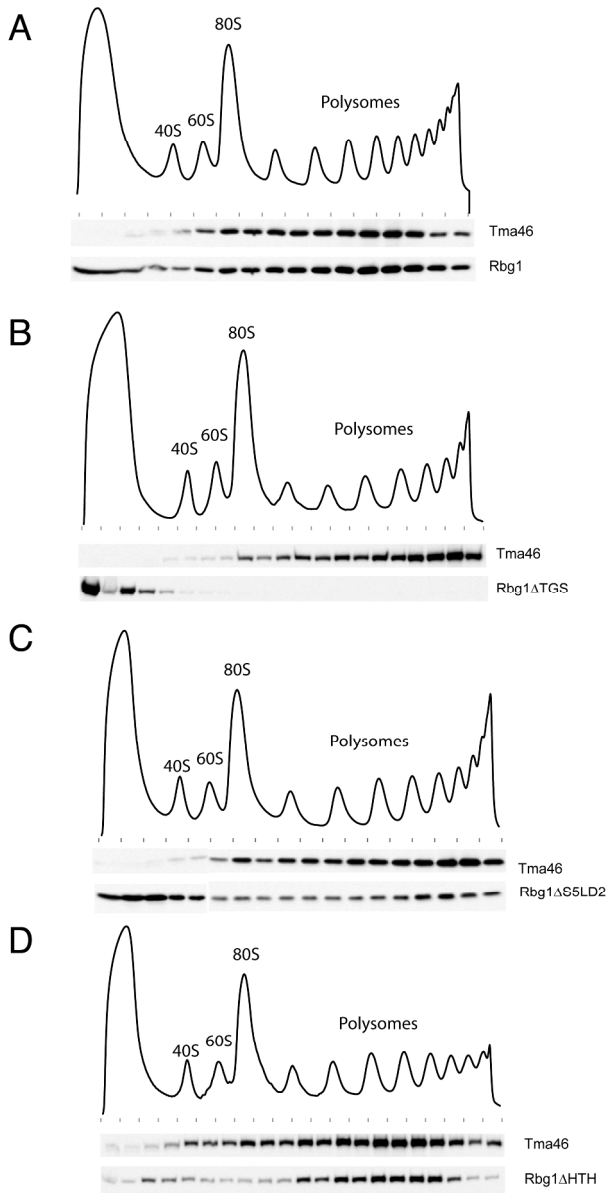 A
40S
60S
80S
Polysomes
Tma46
Rbg1
B
40S
60S
80S
Polysomes
Tma46
Rbg1ΔTGS
C
40S
60S
80S
Polysomes
Tma46
Rbg1ΔS5LD2
D
40S
60S
80S
Polysomes
Tma46
Rbg1ΔHTH